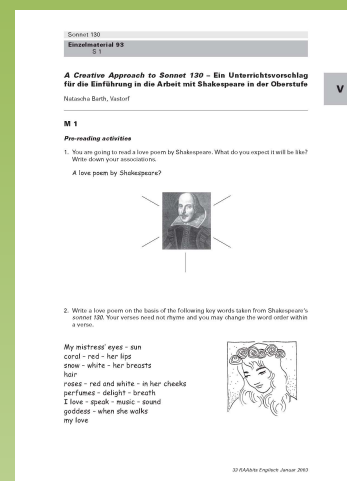 Sonnet 130
Einzelmaterial 93
S 1
V
A Creative Approach to Sonnet 130 – Ein Unterrichtsvorschlag
für die Einführung in die Arbeit mit Shakespeare in der Oberstufe
Natascha Barth, Vastorf
M 1
Pre-reading activities
1. You are going to read a love poem by Shakespeare. What do you expect it will be like?
Write down your associations.
A love poem by Shakespeare?
2. Write a love poem on the basis of the following key words taken from Shakespeare's
sonnet 130. Your verses need not rhyme and you may change the word order within
a verse.
My mistress' eyes – sun
coral – red – her lips
snow – white – her breasts
hair
roses – red and white – in her cheeks
perfumes – delight – breath
I love – speak – music – sound
goddess – when she walks
my love
33 RAAbits Englisch Januar 2003